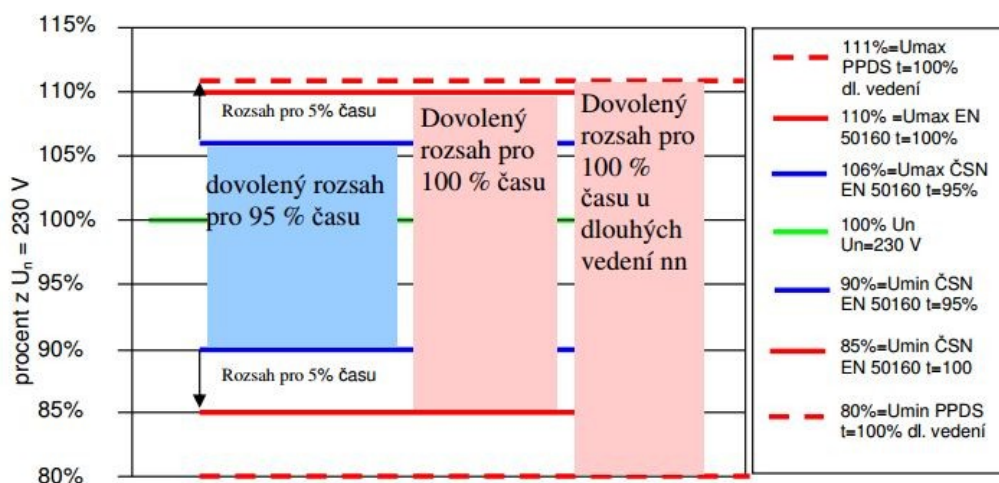 115%
110%
105%
100%
95%
90%
85%
80%
procent z Un = 230 V
Rozsah pro 5% času
dovolený rozsah
pro 95 % času
Rozsah pro 5% času
Dovolený
rozsah pro
100 % času
Dovolený
rozsah pro
100 %
času u
dlouhých
vedení nn
111%=Umax
PPDS t=100%
dl. vedení
110% =Umax EN
50160 t=100%
106%=Umax ČSN
EN 50160 t=95%
100% Un
Un=230 V
90%=Umin ČSN
EN 50160 t=95%
85%=Umin ČSN
EN 50160 t=100
80%=Umin PPDS
t=100% dl. vedení